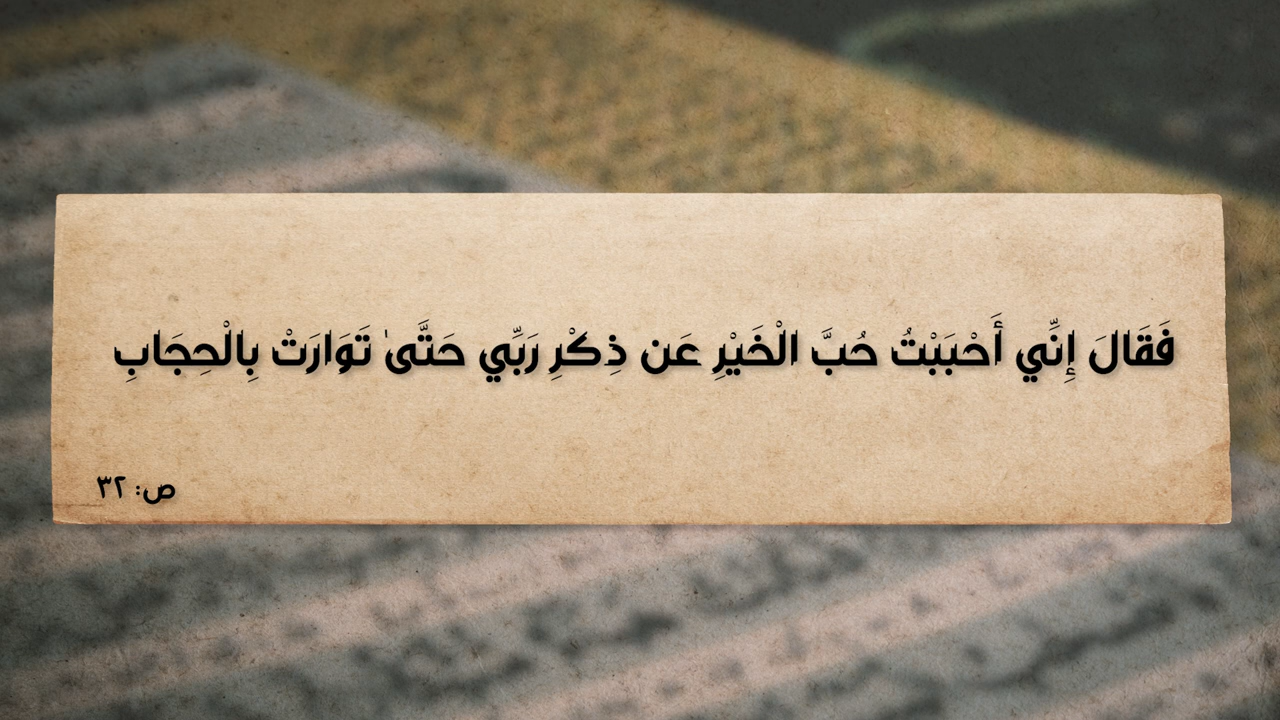 فَقَالَ إِنِّي أَحْبَبْتُ حُبَّ الْخَيْرِ عَن ذِكْرِ رَبِّي حَتَّىٰ تَوَارَتْ بِالْحِجَابِ
ص: ٣٢